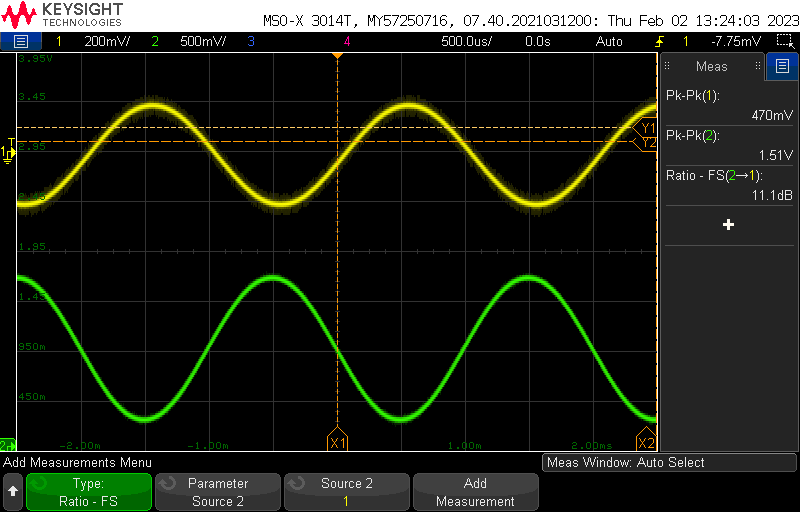 KEYSIGHT
TECHNOLOGIES
MSO-X 3014T, MY57250716, 07.40.2021031200: Thu Feb 02 13:24:03 2023
1 200mV/ 2 500mV/ 3 4 500.0us/ 0.0s Auto 1 -7.75mV
3.95V
3.45
2.95
1.95
1.45
950m
450m
-2.00m -1.00m 1.00m 2.00ms
T
1
2
Y1
Y2
X1
X2
Meas
Pk-Pk(1):
470mV
Pk-Pk(2):
1.51V
Ratio - FS(2→1):
11.1dB
+
Add Measurements Menu
Meas Window: Auto Select
Type:
Ratio - FS
Parameter
Source 2
Source 2
1
Add
Measurement